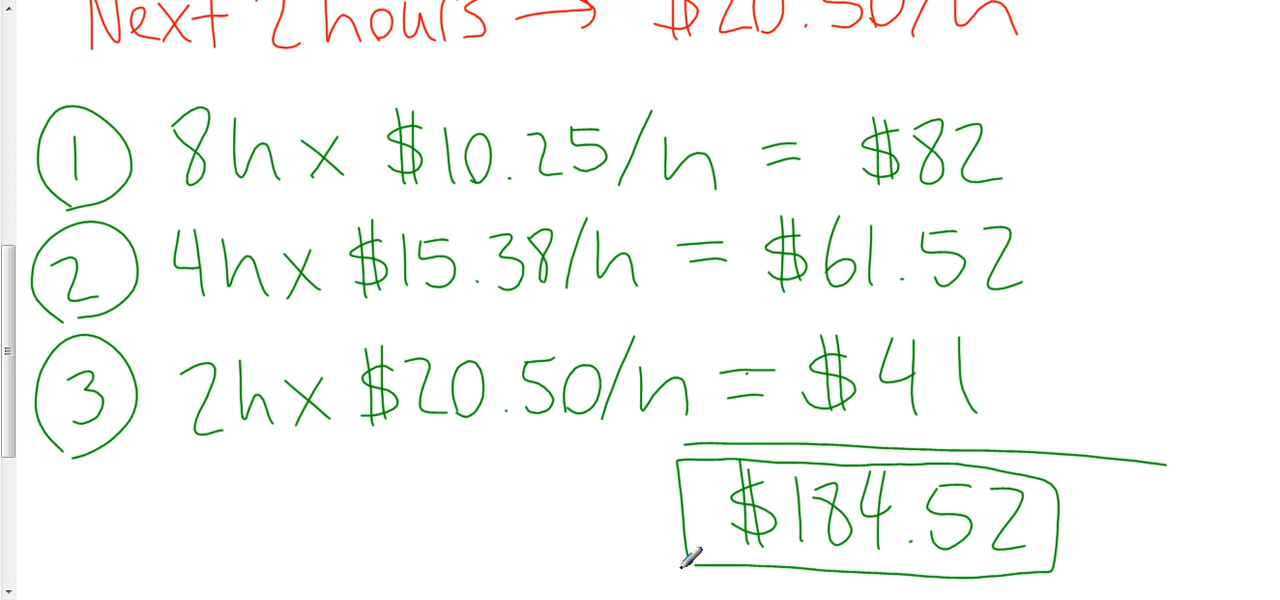 Next 2 hours → $20.50/h
1 8h x $10.25/h = $82
2 4h x $15.38/h = $61.52
3 2h x $20.50/h = $41
$184.52